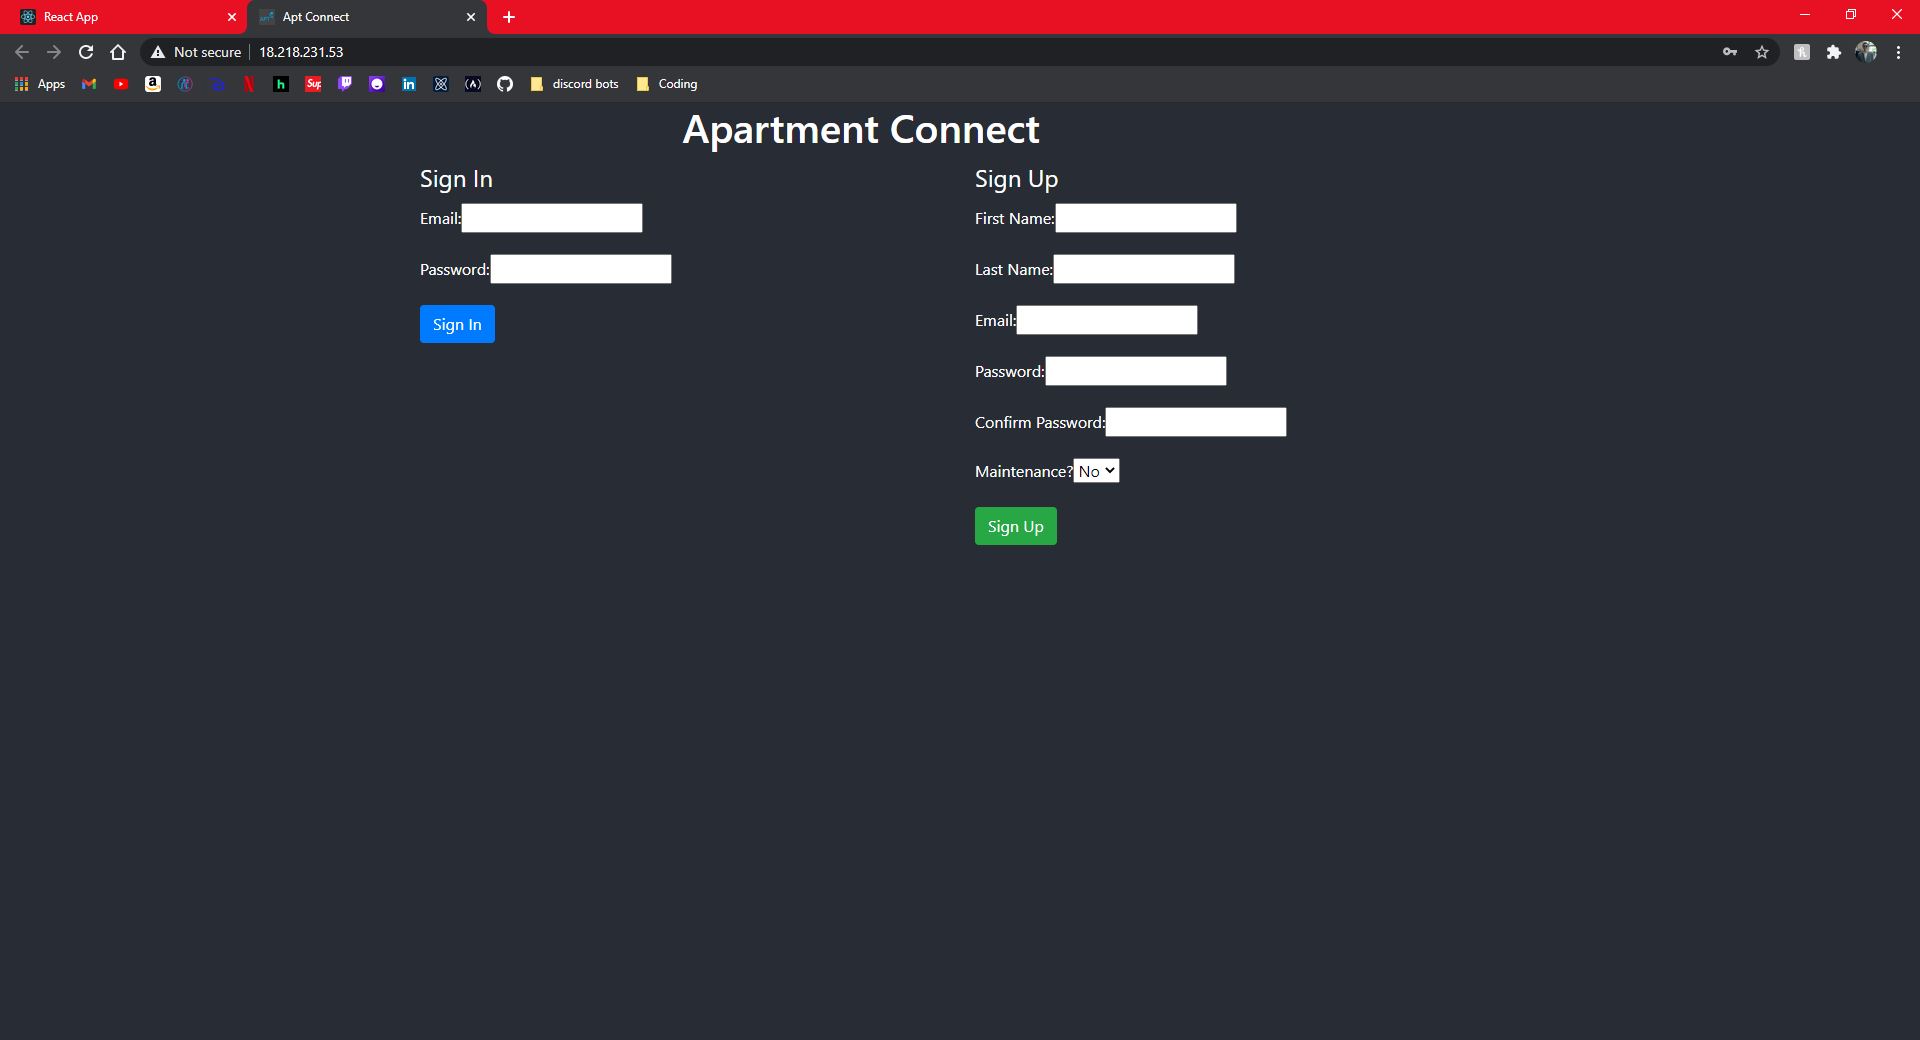 React App
Apt Connect
Not secure 18.218.231.53
Apps
discord bots
Coding
Apartment Connect
Sign In
Email:
Password:
Sign In
Sign Up
First Name:
Last Name:
Email:
Password:
Confirm Password:
Maintenance? No
Sign Up